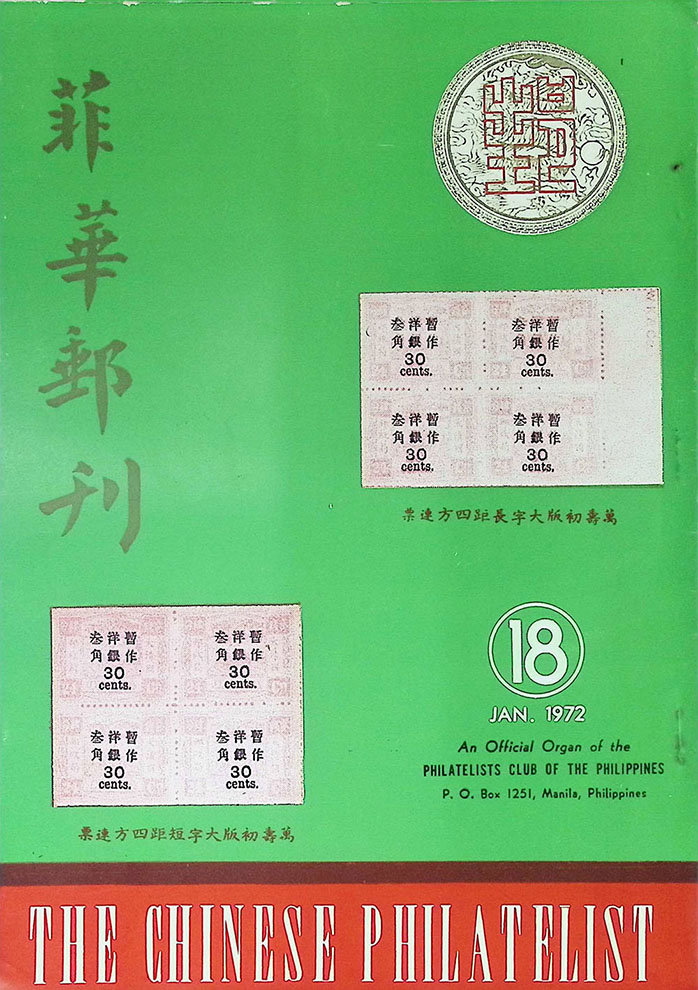 菲華郵刊
暫作洋銀叁角
30
cents.
暫作洋銀叁角
30
cents.
暫作洋銀叁角
30
cents.
暫作洋銀叁角
30
cents.
萬壽初版大字長距四方連票
暫作洋銀叁角
30
cents.
暫作洋銀叁角
30
cents.
暫作洋銀叁角
30
cents.
暫作洋銀叁角
30
cents.
萬壽初版大字短距四方連票
18
JAN. 1972
An Official Organ of the
PHILATELISTS CLUB OF THE PHILIPPINES
P. O. Box 1251, Manila, Philippines
THE CHINESE PHILATELIST